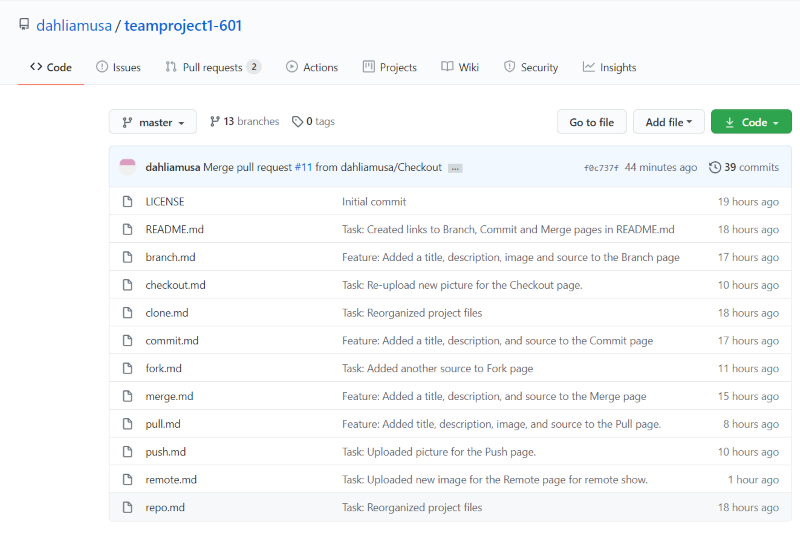 dahliamusa / teamproject1-601
Code Issues Pull requests 2 Actions Projects Wiki Security Insights
master 13 branches 0 tags Go to file Add file Code
dahliamusa Merge pull request #11 from dahliamusa/Checkout ... f0c737f 44 minutes ago 39 commits
LICENSE Initial commit 19 hours ago
README.md Task: Created links to Branch, Commit and Merge pages in README.md 18 hours ago
branch.md Feature: Added a title, description, image and source to the Branch page 17 hours ago
checkout.md Task: Re-upload new picture for the Checkout page. 10 hours ago
clone.md Task: Reorganized project files 18 hours ago
commit.md Feature: Added a title, description, and source to the Commit page 17 hours ago
fork.md Task: Added another source to Fork page 11 hours ago
merge.md Feature: Added a title, description, and source to the Merge page 15 hours ago
pull.md Feature: Added title, description, image, and source to the Pull page. 8 hours ago
push.md Task: Uploaded picture for the Push page. 10 hours ago
remote.md Task: Uploaded new image for the Remote page for remote show. 1 hour ago
repo.md Task: Reorganized project files 18 hours ago